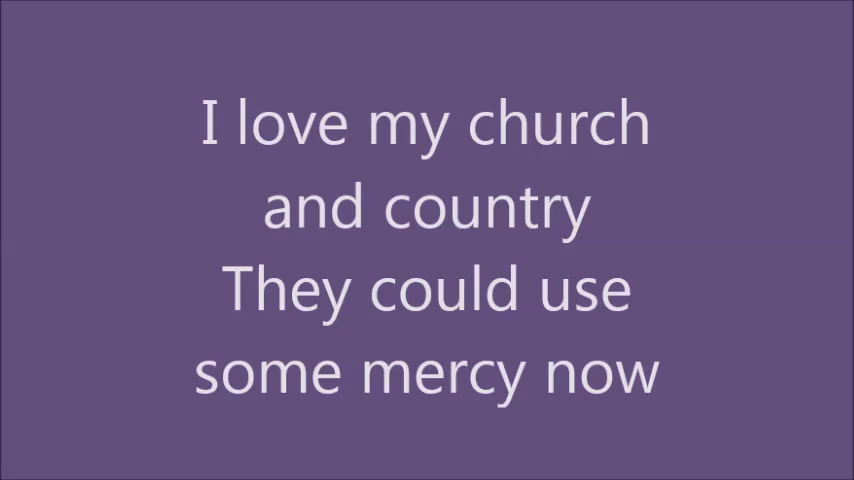 I love my church
and country
They could use
some mercy now